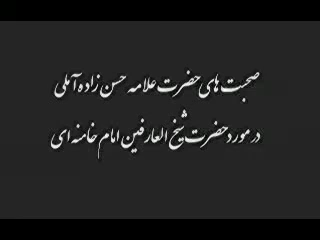 صحبت های حضرت علامه حسن زاده آملی
در مورد حضرت شیخ العارفین امام خامنه ای